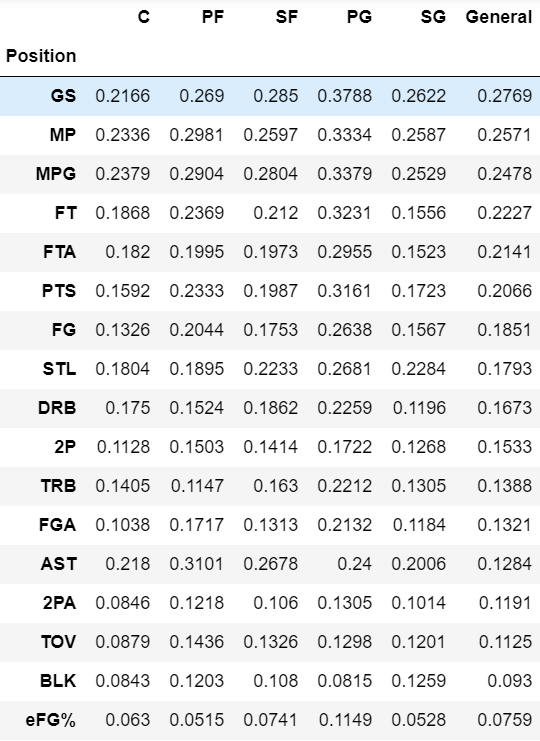 C PF SF PG SG General
Position
GS 0.2166 0.269 0.285 0.3788 0.2622 0.2769
MP 0.2336 0.2981 0.2597 0.3334 0.2587 0.2571
MPG 0.2379 0.2904 0.2804 0.3379 0.2529 0.2478
FT 0.1868 0.2369 0.212 0.3231 0.1556 0.2227
FTA 0.182 0.1995 0.1973 0.2955 0.1523 0.2141
PTS 0.1592 0.2333 0.1987 0.3161 0.1723 0.2066
FG 0.1326 0.2044 0.1753 0.2638 0.1567 0.1851
STL 0.1804 0.1895 0.2233 0.2681 0.2284 0.1793
DRB 0.175 0.1524 0.1862 0.2259 0.1196 0.1673
2P 0.1128 0.1503 0.1414 0.1722 0.1268 0.1533
TRB 0.1405 0.1147 0.163 0.2212 0.1305 0.1388
FGA 0.1038 0.1717 0.1313 0.2132 0.1184 0.1321
AST 0.218 0.3101 0.2678 0.24 0.2006 0.1284
2PA 0.0846 0.1218 0.106 0.1305 0.1014 0.1191
TOV 0.0879 0.1436 0.1326 0.1298 0.1201 0.1125
BLK 0.0843 0.1203 0.108 0.0815 0.1259 0.093
eFG% 0.063 0.0515 0.0741 0.1149 0.0528 0.0759